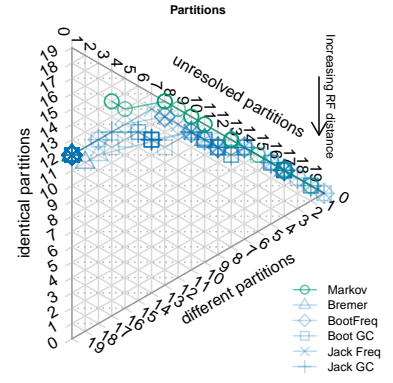 Partitions
0 1 2 3 4 5 6 7 8 9 10 11 12 13 14 15 16 17 18 19
unresolved partitions
Increasing RF distance
19
18
17
16
15
14
13
12
11
10
9
8
7
6
5
4
3
2
1
0
identical partitions
19 18 17 16 15 14 13 12 11 10 9 8 7 6 5 4 3 2 1 0
different partitions
Markov
Bremer
BootFreq
Boot GC
Jack Freq
Jack GC